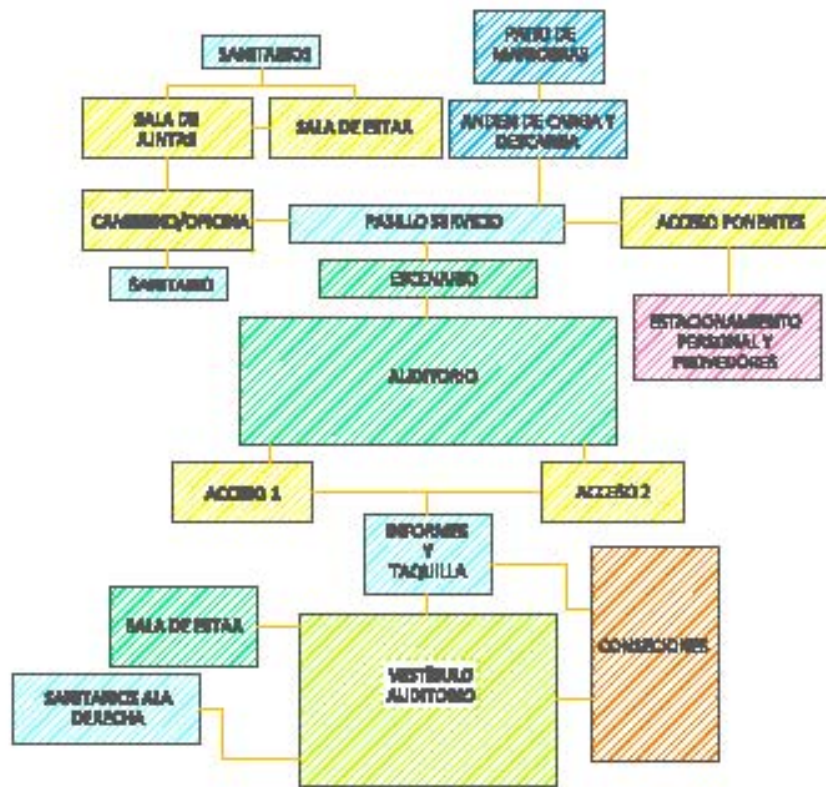 SANITARIOS
PATIO DE
MANIOBRAS
SALA DE
JUNTAS
SALA DE ESTAR
ANDEN DE CARGA Y
DESCARGA
CAMERINO/OFICINA
PASILLO SERVICIO
ACCESO PONENTES
SANITARIO
ESCENARIO
ESTACIONAMIENTO
PERSONAL Y
PROVEDORES
AUDITORIO
ACCESO 1
ACCESO 2
INFORMES
Y
TAQUILLA
SALA DE ESTAR
CONSECIONES
VESTÍBULO
AUDITORIO
SANITARIOS ALA
DERECHA